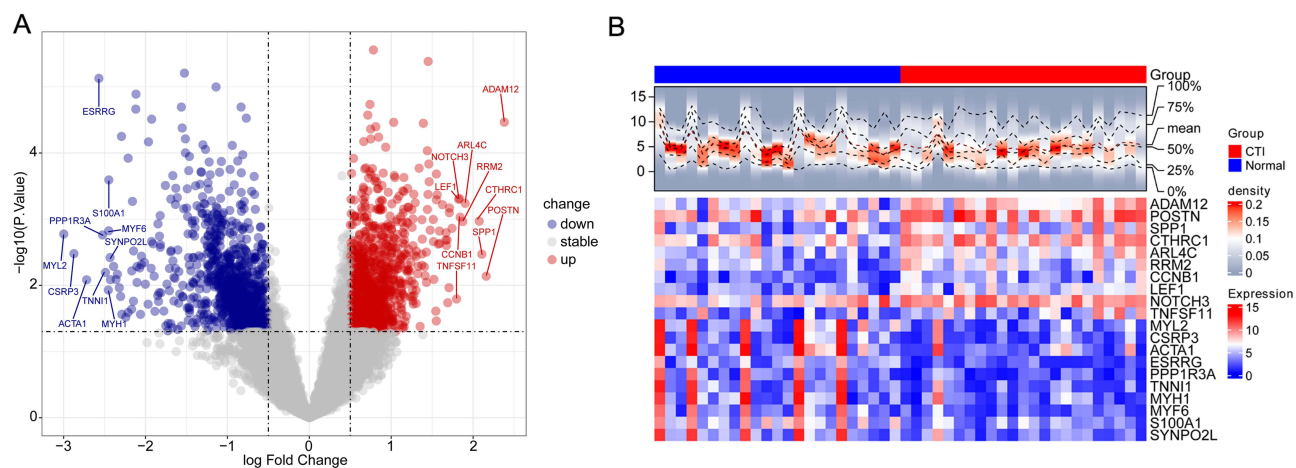 A
ADAM12
ESRRG
ARL4C
NOTCH3
RRM2
LEF1
CTHRC1
POSTN
S100A1
PPP1R3A
MYF6
SYNPO2L
SPP1
CCNB1
TNFSF11
MYL2
CSRP3
TNNI1
ACTA1
MYH1
4
2
0
−log10(P. Value)
−3
−2
−1
0
1
2
log Fold Change
change
down
stable
up
B
Group
100%
75%
mean
50%
25%
0%
15
10
5
0
ADAM12
POSTN
SPP1
CTHRC1
ARL4C
RRM2
CCNB1
LEF1
NOTCH3
TNFSF11
MYL2
CSRP3
ACTA1
ESRRG
PPP1R3A
TNNI1
MYH1
MYF6
S100A1
SYNPO2L
Group
CTI
Normal
density
0.2
0.15
0.1
0.05
0
Expression
15
10
5
0